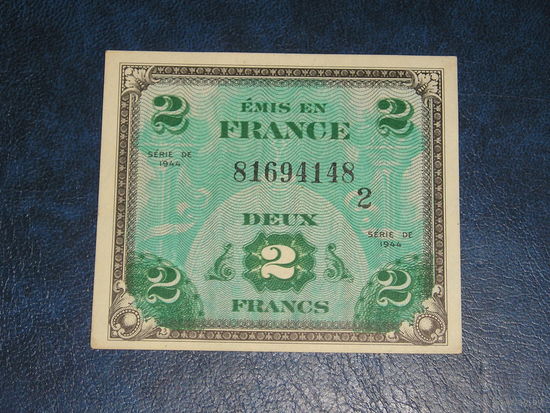 2 ÉMIS EN 2
FRANCE
SÉRIE DE
1944
81694148
2
DEUX
SÉRIE DE
1944
2 2 2
FRANCS